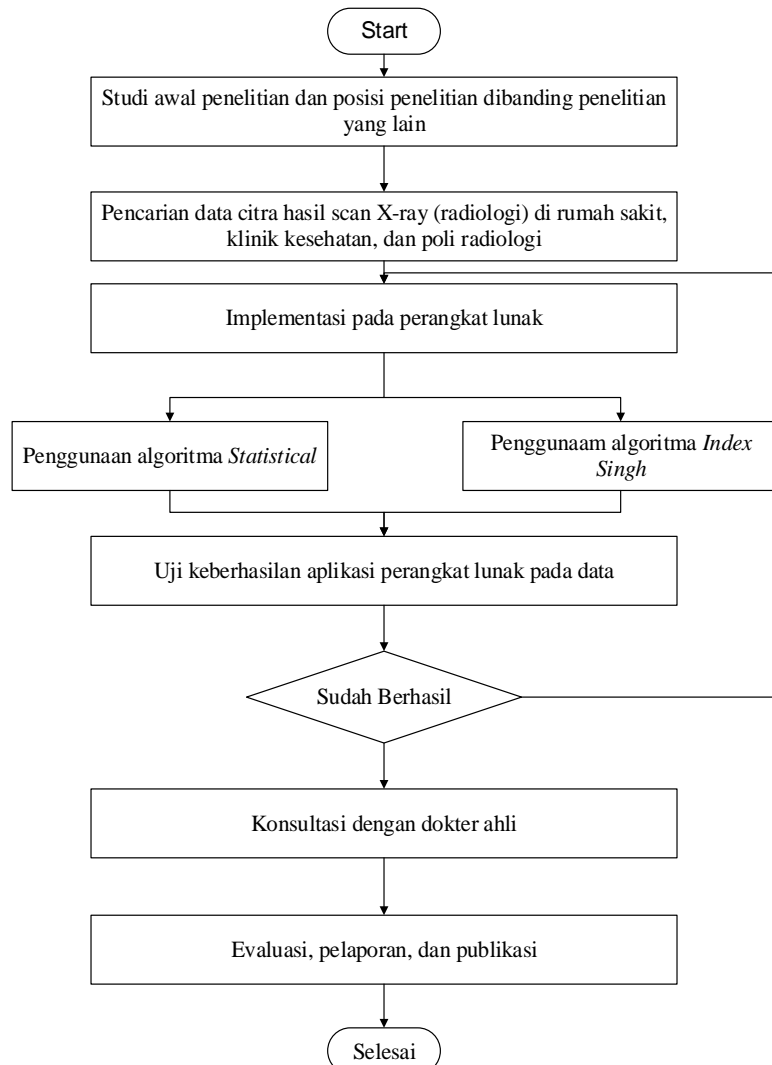 Start
Studi awal penelitian dan posisi penelitian dibanding penelitian
yang lain
Pencarian data citra hasil scan X-ray (radiologi) di rumah sakit,
klinik kesehatan, dan poli radiologi
Implementasi pada perangkat lunak
Penggunaan algoritma Statistical
Penggunaam algoritma Index
Singh
Uji keberhasilan aplikasi perangkat lunak pada data
Sudah Berhasil
Konsultasi dengan dokter ahli
Evaluasi, pelaporan, dan publikasi
Selesai